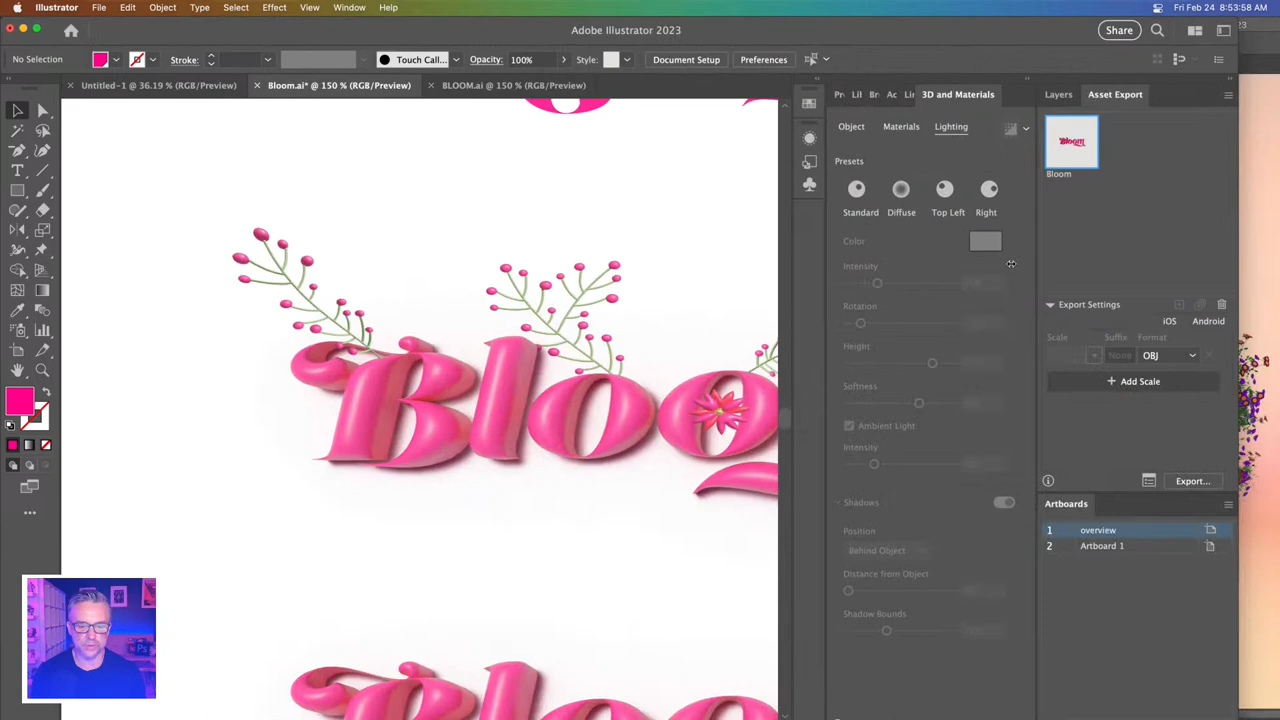 Illustrator File Edit Object Type Select Effect View Window Help Fri Feb 24 8:53:58 AM
Adobe Illustrator 2023 Share
No Selection Stroke: Touch Call... Opacity: 100% Style: Document Setup Preferences
Untitled-1 @ 36.19 % (RGB/Preview) Bloom.ai* @ 150 % (RGB/Preview) BLOOM.ai @ 150 % (RGB/Preview)
3D and Materials
Object Materials Lighting
Presets
Standard Diffuse Top Left Right
Color
Intensity
Rotation
Height
Softness
Ambient Light
Intensity
Shadows
Position
Behind Object
Distance from Object
Shadow Bounds
Layers Asset Export
Bloom
Bloom
Export Settings
iOS Android
Scale Suffix Format
None OBJ
Add Scale
Export...
Artboards
1 overview
2 Artboard 1
Bloo
Bloo
Ps